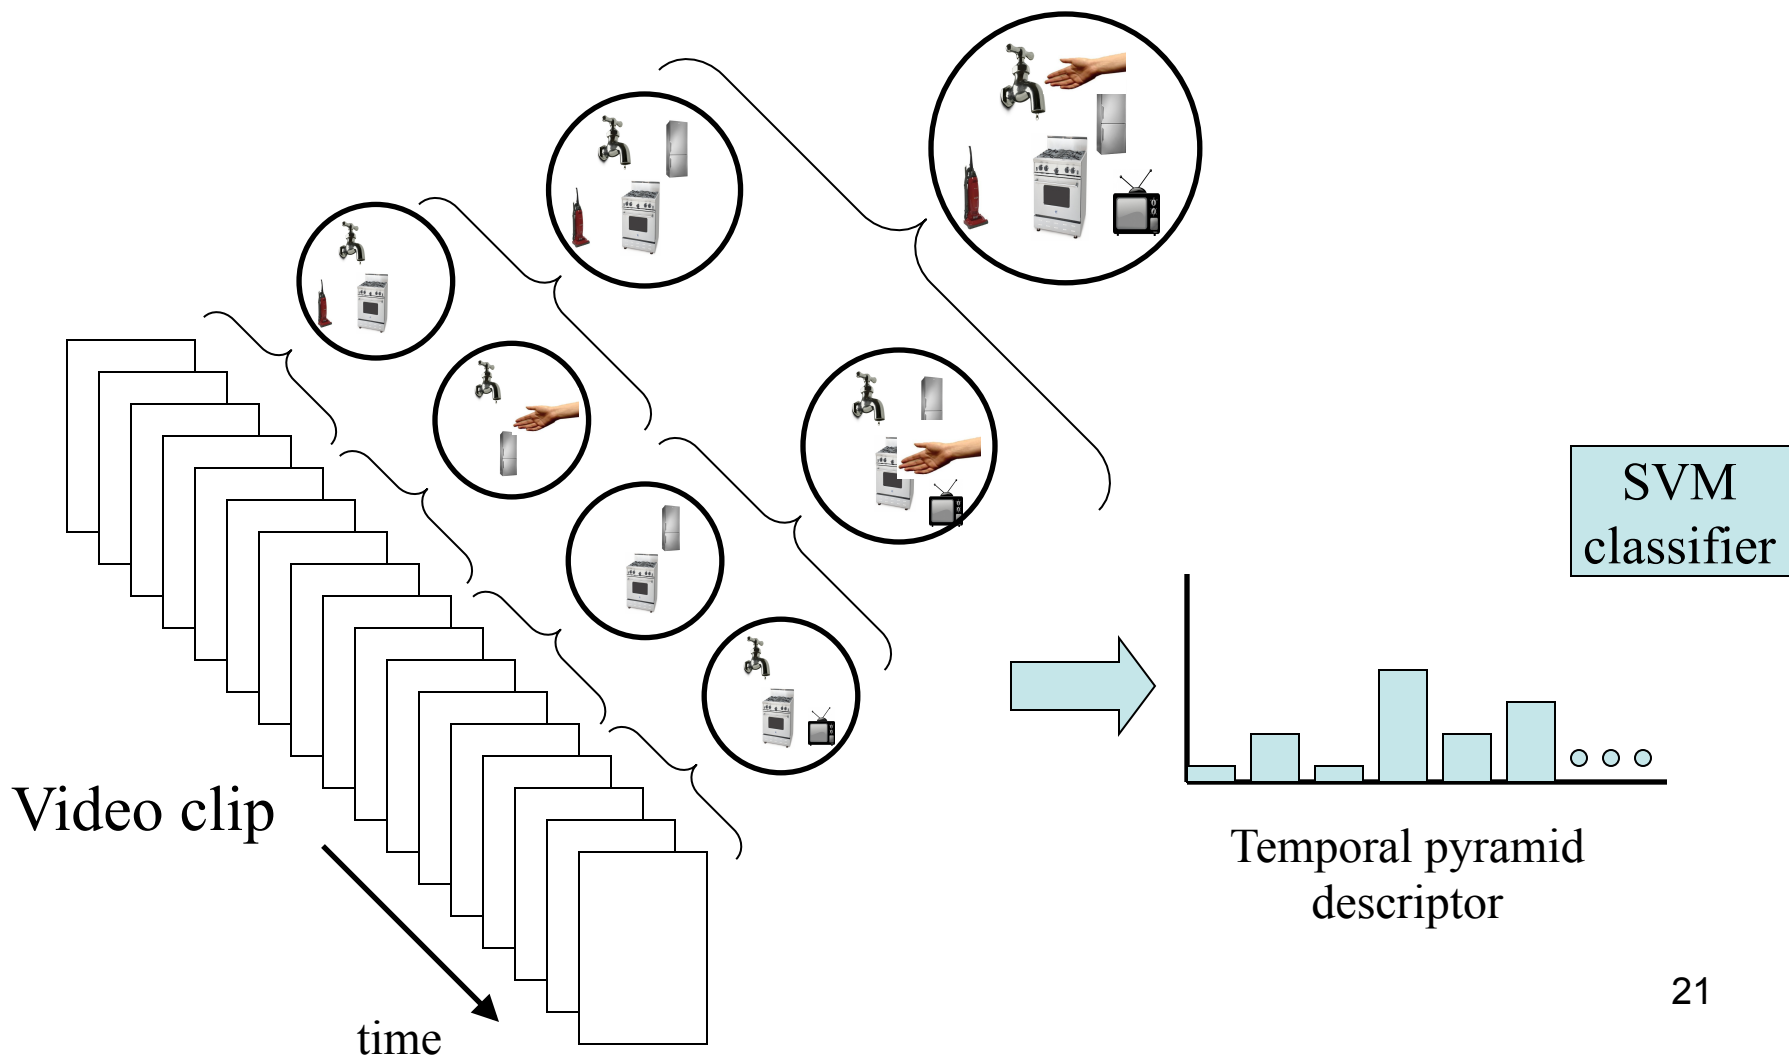 SVM
classifier
Video clip
time
Temporal pyramid
descriptor
21